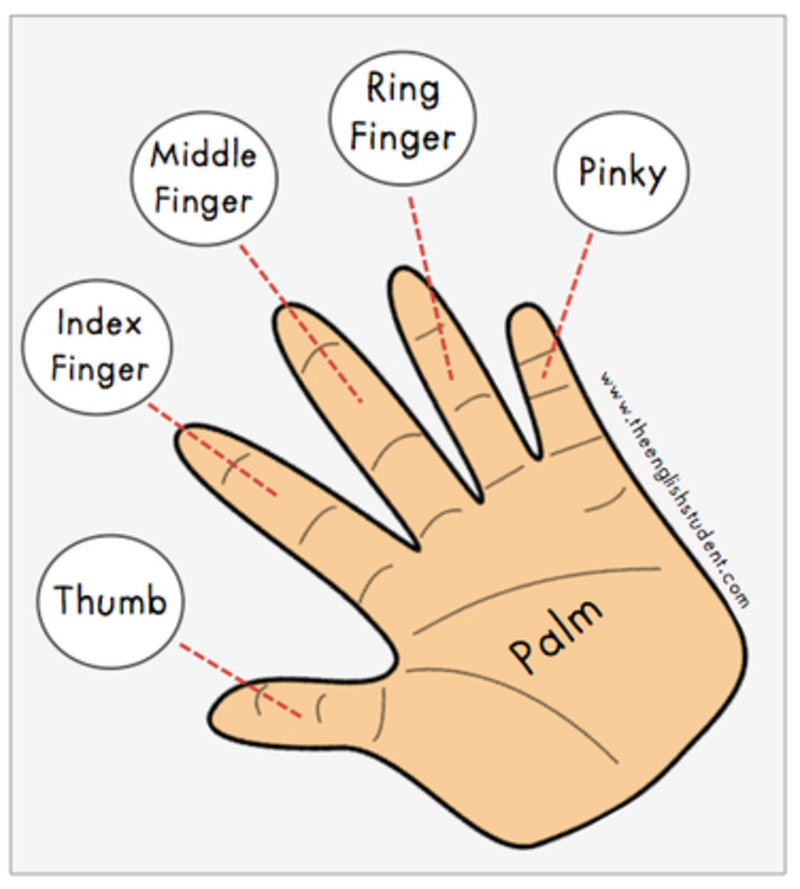 Ring
Finger
Middle
Finger
Pinky
Index
Finger
www.theenglishstudent.com
Thumb
Palm